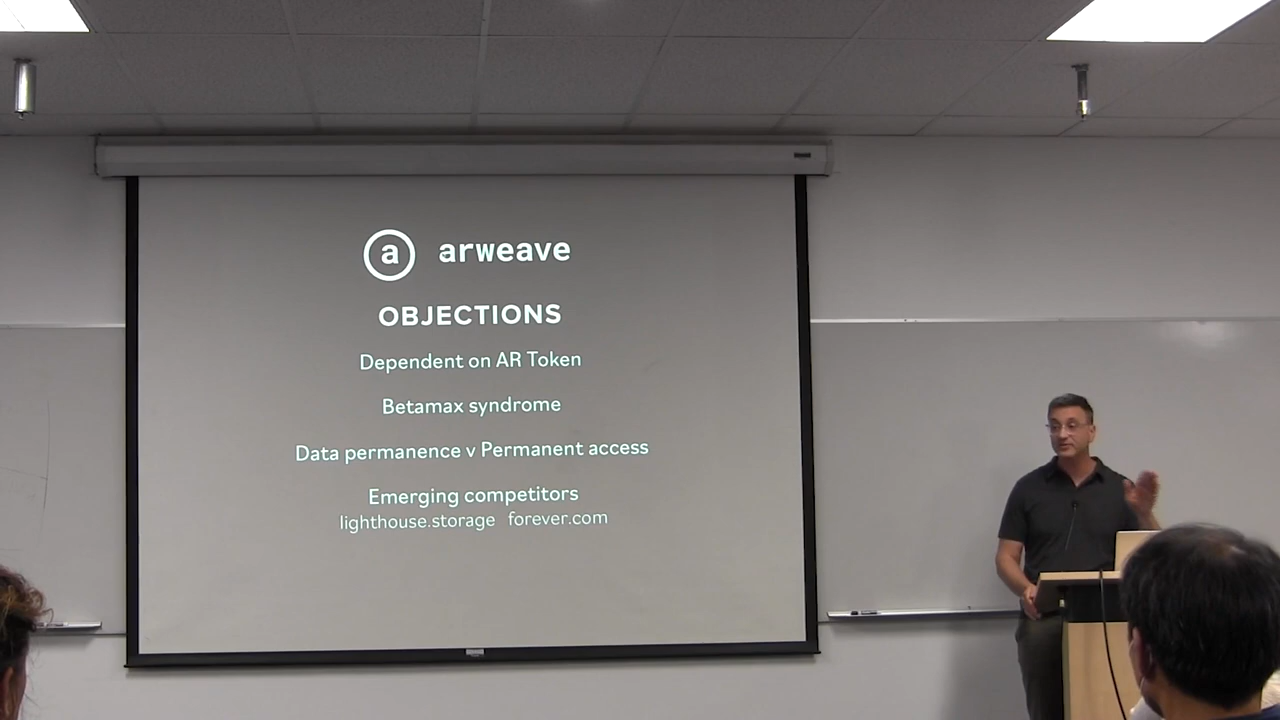 a arweave
OBJECTIONS
Dependent on AR Token
Betamax syndrome
Data permanence v Permanent access
Emerging competitors
lighthouse.storage forever.com